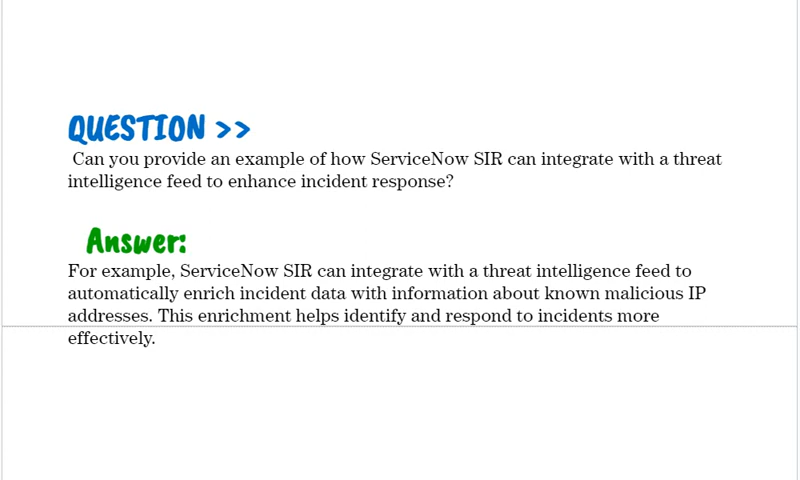 QUESTION >>
Can you provide an example of how ServiceNow SIR can integrate with a threat
intelligence feed to enhance incident response?
Answer:
For example, ServiceNow SIR can integrate with a threat intelligence feed to
automatically enrich incident data with information about known malicious IP
addresses. This enrichment helps identify and respond to incidents more
effectively.